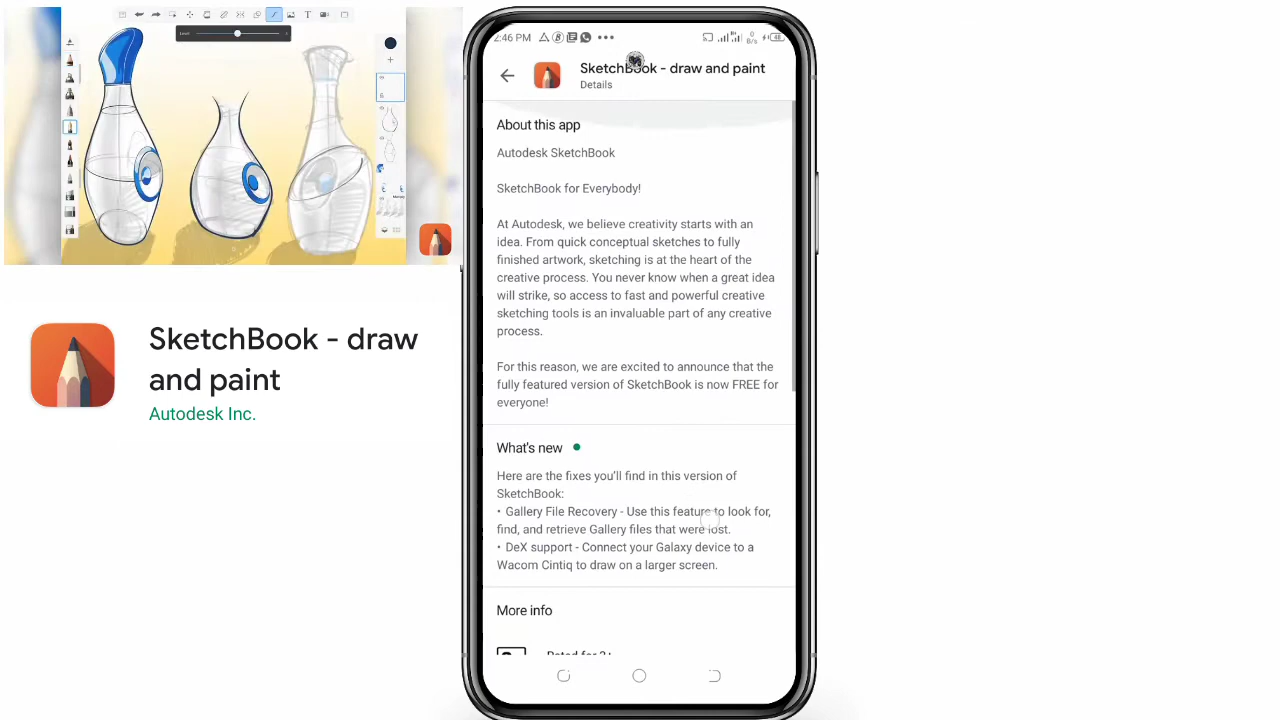 SketchBook - draw
and paint
Autodesk Inc.
2:46 PM
SketchBook - draw and paint
Details
About this app
Autodesk SketchBook
SketchBook for Everybody!
At Autodesk, we believe creativity starts with an
idea. From quick conceptual sketches to fully
finished artwork, sketching is at the heart of the
creative process. You never know when a great idea
will strike, so access to fast and powerful creative
sketching tools is an invaluable part of any creative
process.
For this reason, we are excited to announce that the
fully featured version of SketchBook is now FREE for
everyone!
What's new
Here are the fixes you'll find in this version of
SketchBook:
• Gallery File Recovery - Use this feature to look for,
find, and retrieve Gallery files that were lost.
• DeX support - Connect your Galaxy device to a
Wacom Cintiq to draw on a larger screen.
More info
Rated for 3+